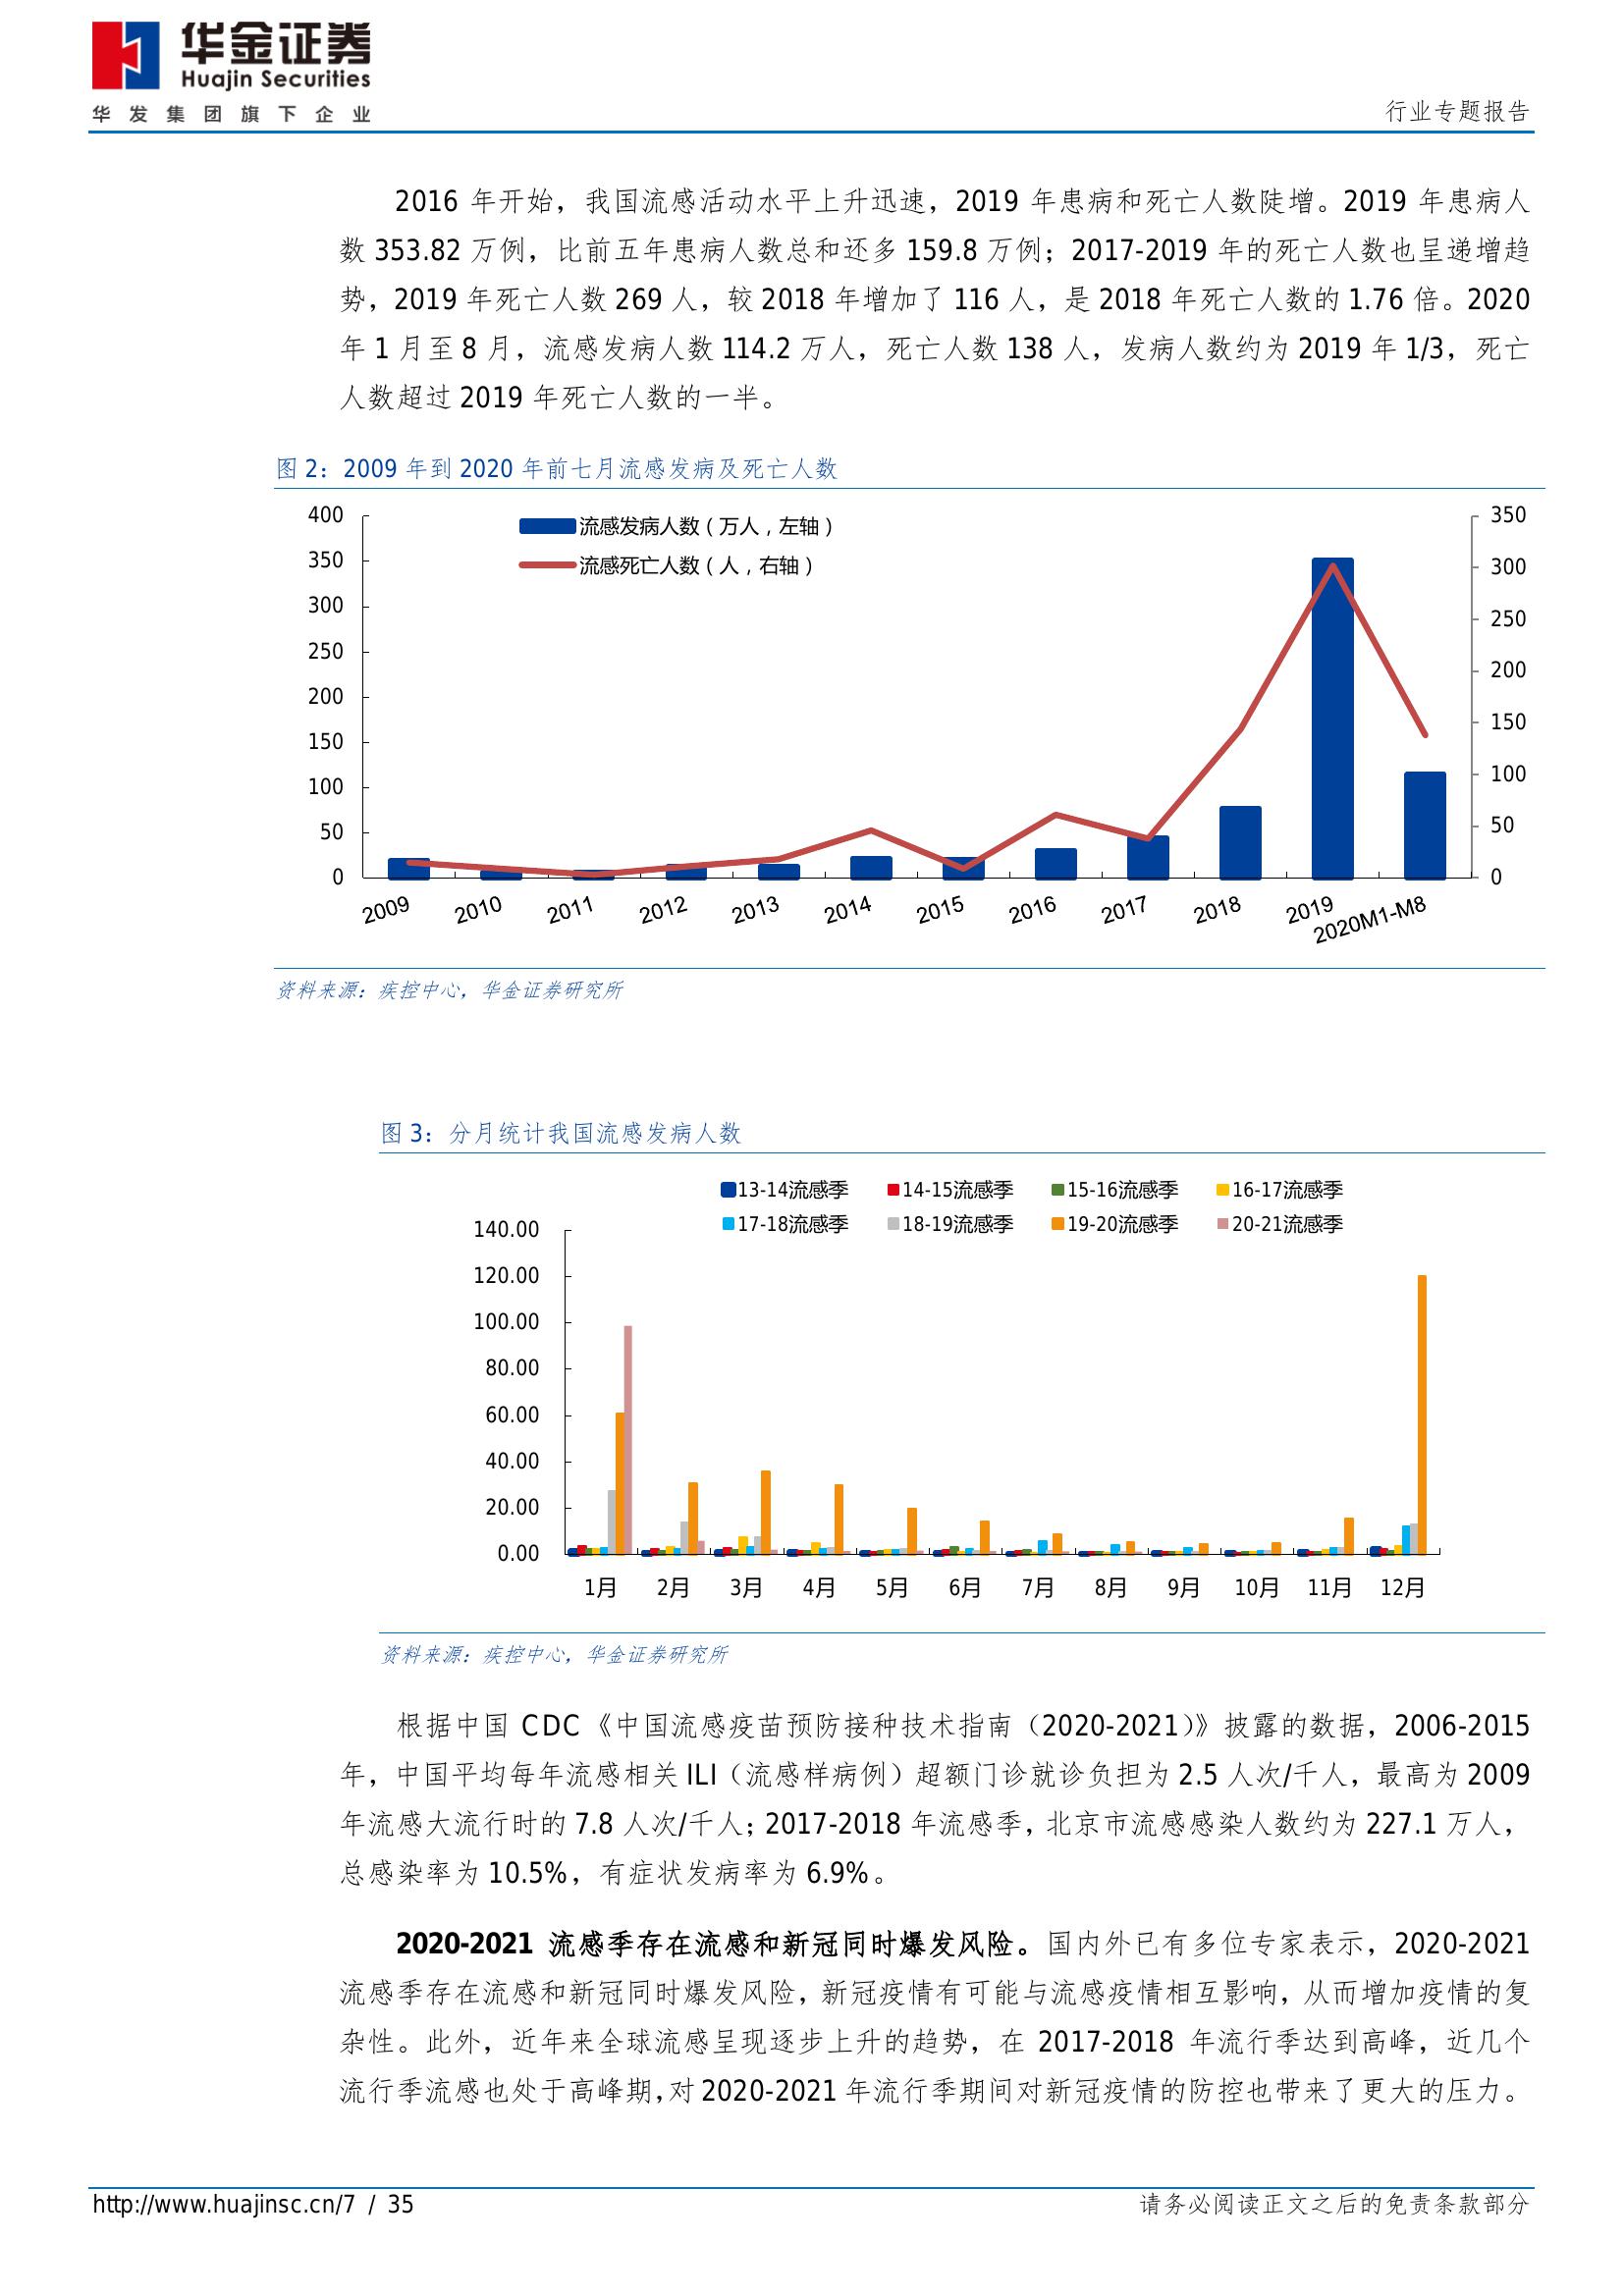 华金证券
Huajin Securities
华发集团旗下企业
行业专题报告
2016 年开始，我国流感活动水平上升迅速，2019 年患病和死亡人数陡增。2019 年患病人
数 353.82 万例，比前五年患病人数总和还多 159.8 万例；2017-2019 年的死亡人数也呈递增趋
势，2019 年死亡人数 269 人，较 2018 年增加了 116 人，是 2018 年死亡人数的 1.76 倍。2020
年 1 月至 8 月，流感发病人数 114.2 万人，死亡人数 138 人，发病人数约为 2019 年 1/3，死亡
人数超过 2019 年死亡人数的一半。
图 2：2009 年到 2020 年前七月流感发病及死亡人数
流感发病人数（万人，左轴）
流感死亡人数（人，右轴）
400
350
300
250
200
150
100
50
0
350
300
250
200
150
100
50
0
2009
2010
2011
2012
2013
2014
2015
2016
2017
2018
2019
2020M1-M8
资料来源：疾控中心，华金证券研究所
图 3：分月统计我国流感发病人数
13-14流感季 14-15流感季 15-16流感季 16-17流感季
17-18流感季 18-19流感季 19-20流感季 20-21流感季
140.00
120.00
100.00
80.00
60.00
40.00
20.00
0.00
1月 2月 3月 4月 5月 6月 7月 8月 9月 10月 11月 12月
资料来源：疾控中心，华金证券研究所
根据中国 CDC《中国流感疫苗预防接种技术指南（2020-2021）》披露的数据，2006-2015
年，中国平均每年流感相关 ILI（流感样病例）超额门诊就诊负担为 2.5 人次/千人，最高为 2009
年流感大流行时的 7.8 人次/千人；2017-2018 年流感季，北京市流感感染人数约为 227.1 万人，
总感染率为 10.5%，有症状发病率为 6.9%。
2020-2021 流感季存在流感和新冠同时爆发风险。国内外已有多位专家表示，2020-2021
流感季存在流感和新冠同时爆发风险，新冠疫情有可能与流感疫情相互影响，从而增加疫情的复
杂性。此外，近年来全球流感呈现逐步上升的趋势，在 2017-2018 年流行季达到高峰，近几个
流行季流感也处于高峰期，对 2020-2021 年流行季期间对新冠疫情的防控也带来了更大的压力。
http://www.huajinsc.cn/7 / 35
请务必阅读正文之后的免责条款部分